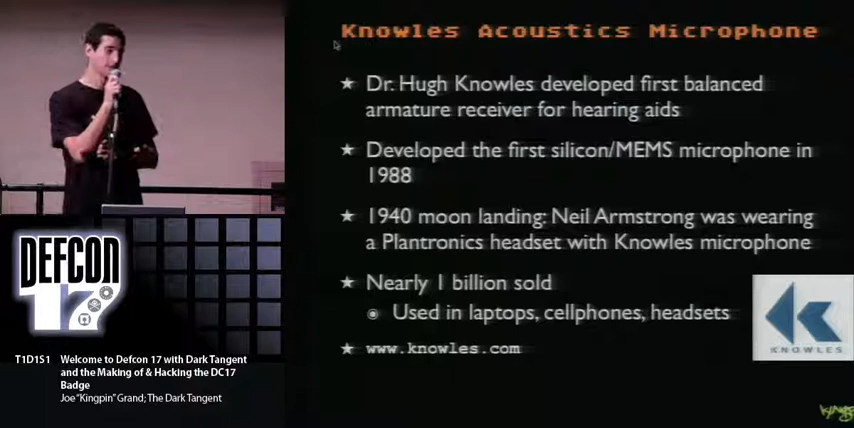 Knowles Acoustics Microphone
★ Dr. Hugh Knowles developed first balanced
armature receiver for hearing aids
★ Developed the first silicon/MEMS microphone in
1988
★ 1940 moon landing: Neil Armstrong was wearing
a Plantronics headset with Knowles microphone
★ Nearly 1 billion sold
Used in laptops, cellphones, headsets
★ www.knowles.com
KNOWLES
DEFCON
17
T1D1S1 Welcome to Defcon 17 with Dark Tangent
and the Making of & Hacking the DC17
Badge
Joe "Kingpin" Grand; The Dark Tangent